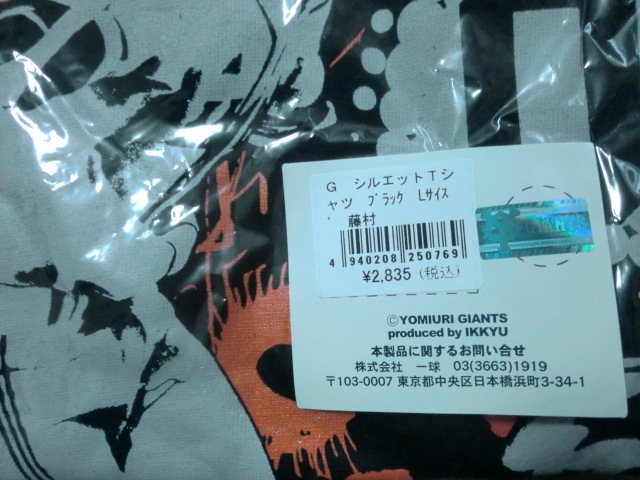 G シルエットTシ
ャツ ブラック Lサイズ
・ 藤村
4 940208 250769
¥2,835 (税込)
©YOMIURI GIANTS
produced by IKKYU
本製品に関するお問い合せ
株式会社 一球 03(3663)1919
〒103-0007 東京都中央区日本橋浜町3-34-1